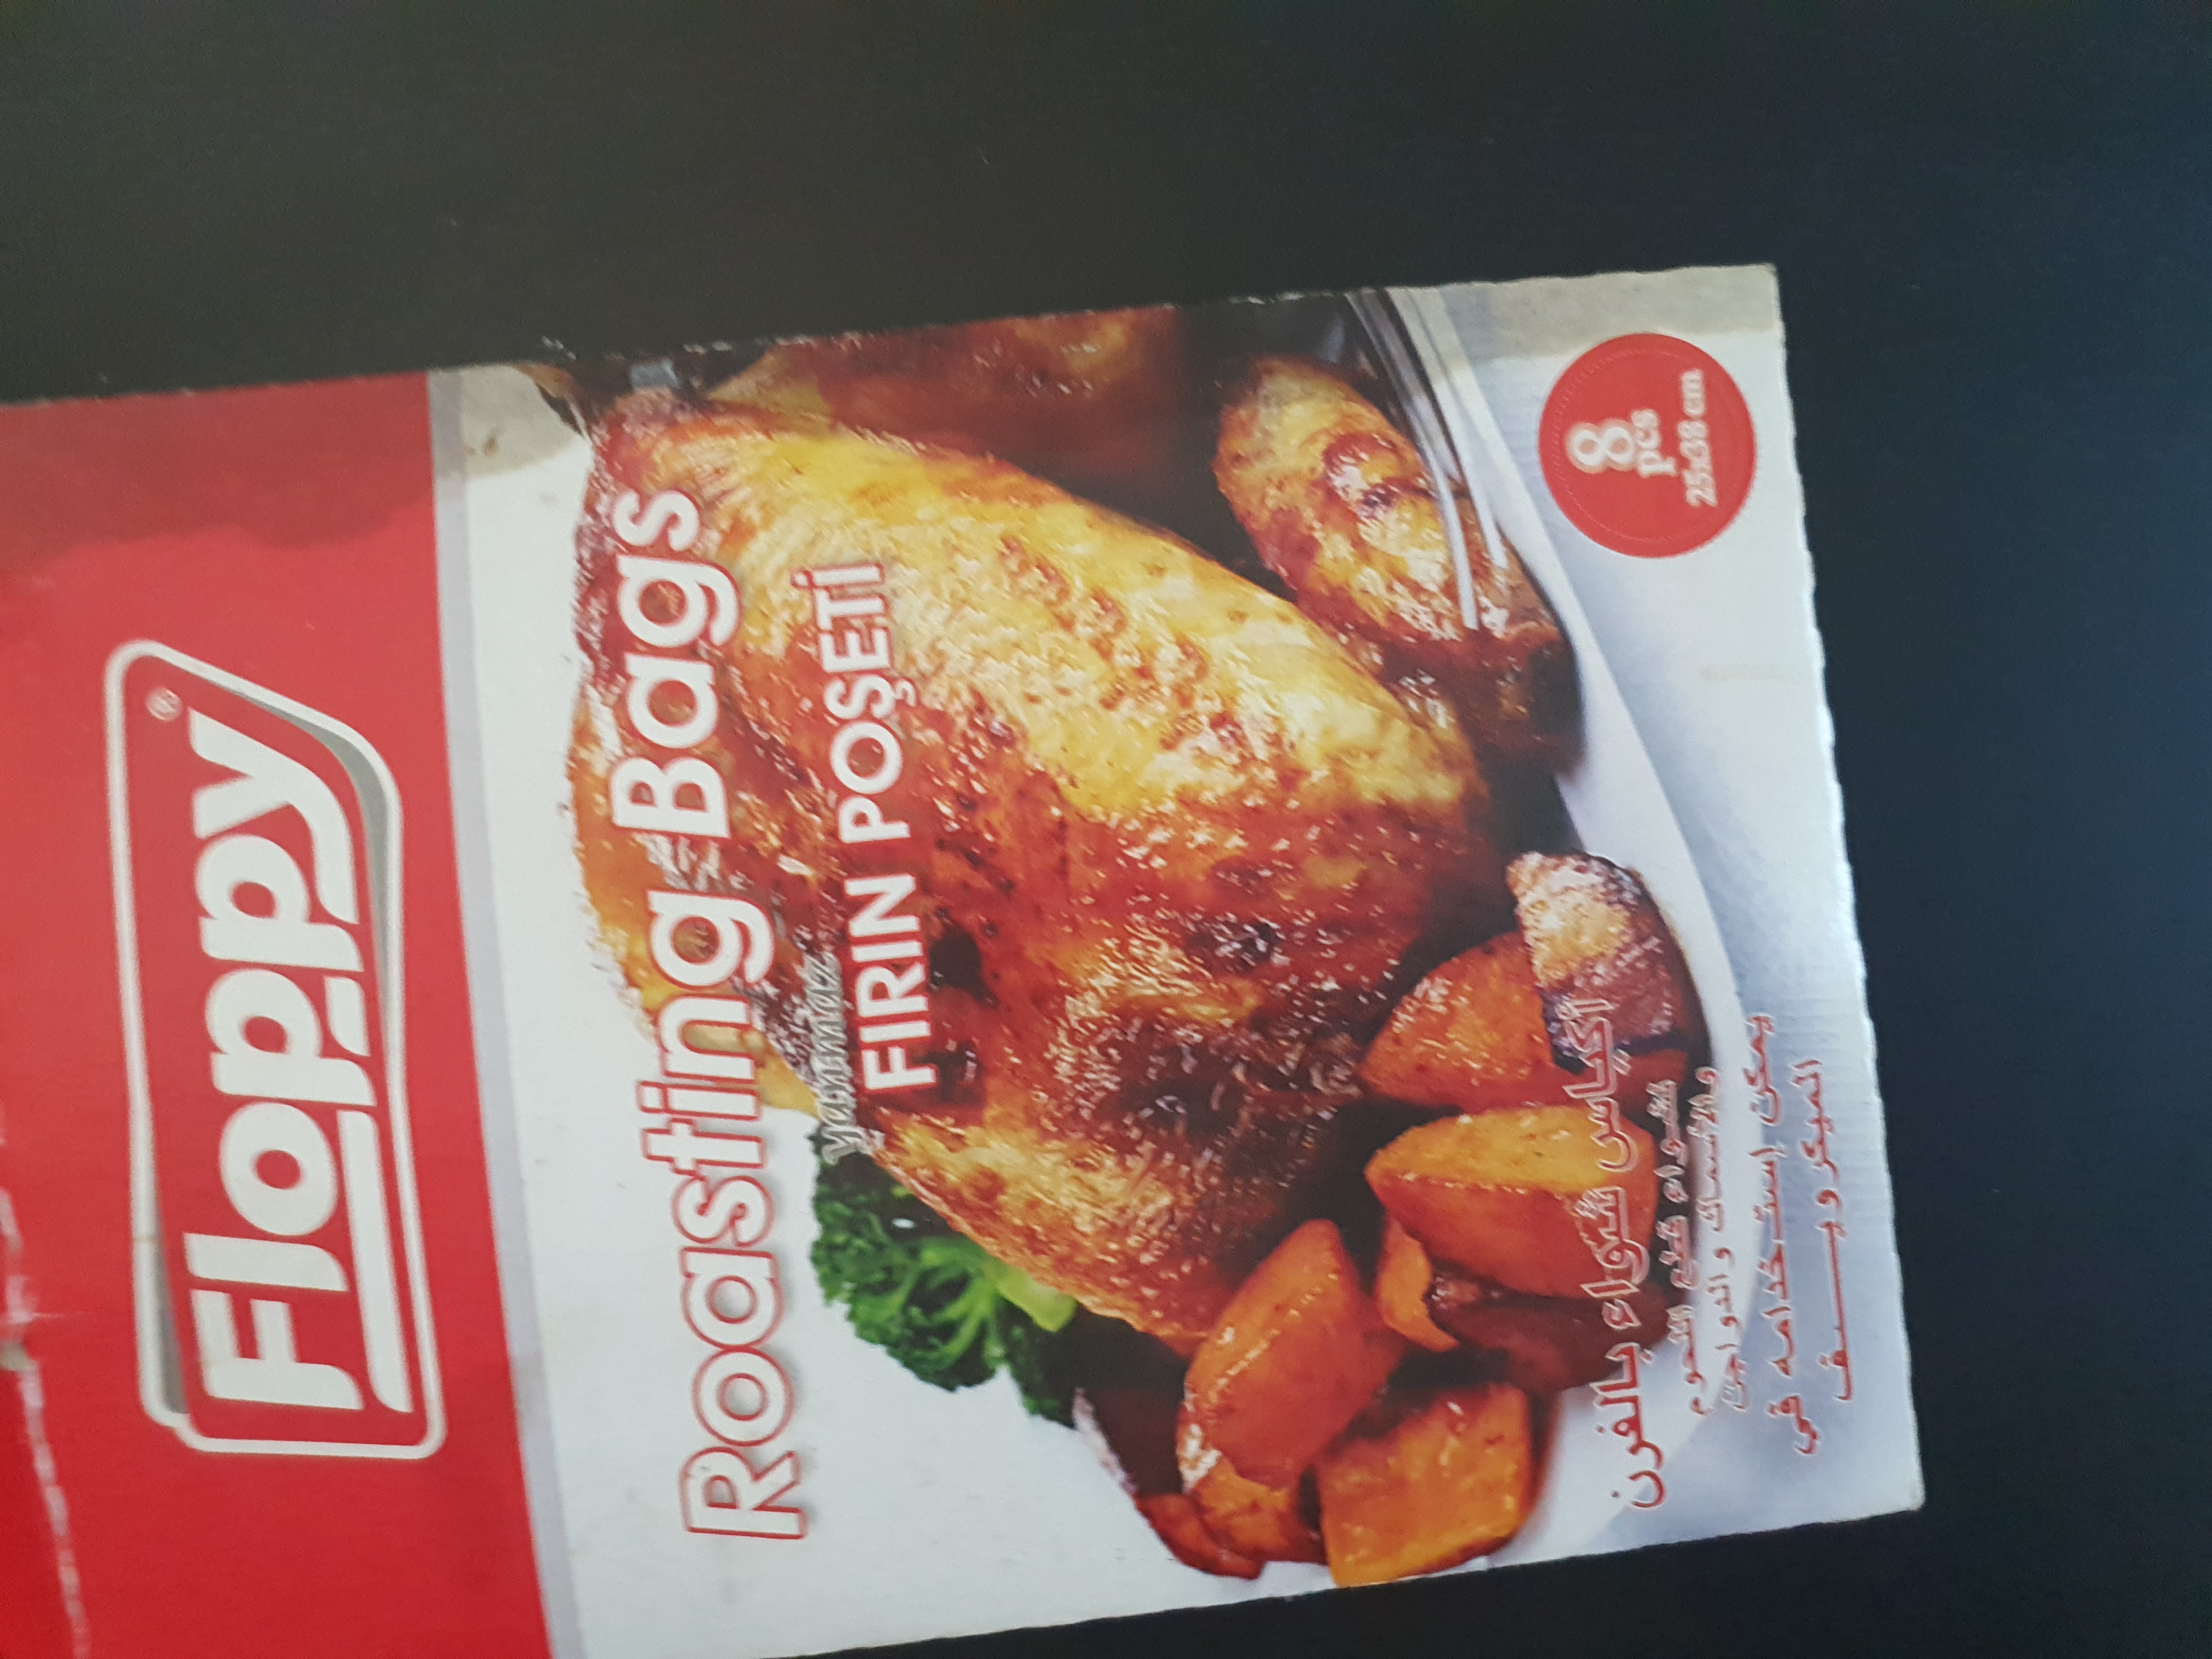 Floppy®
Roasting Bags
yanmaz
FIRIN POŞETİ
أكياس شواء بالفرن
لشواء قطع اللحوم
والأسماك والدواجن
يمكن إستخدامه في
الميكرويف
8
pcs
25x38 cm